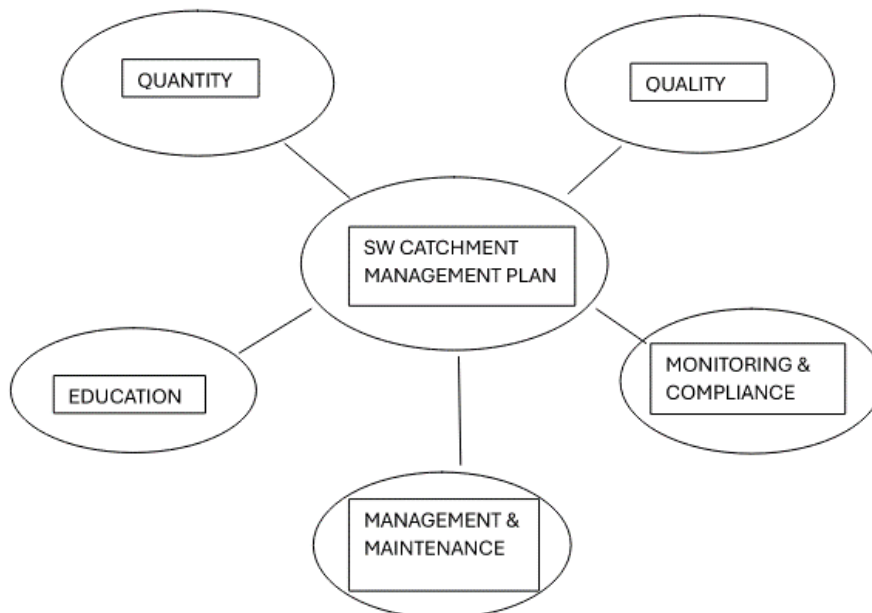 QUANTITY
QUALITY
SW CATCHMENT
MANAGEMENT PLAN
EDUCATION
MONITORING &
COMPLIANCE
MANAGEMENT &
MAINTENANCE